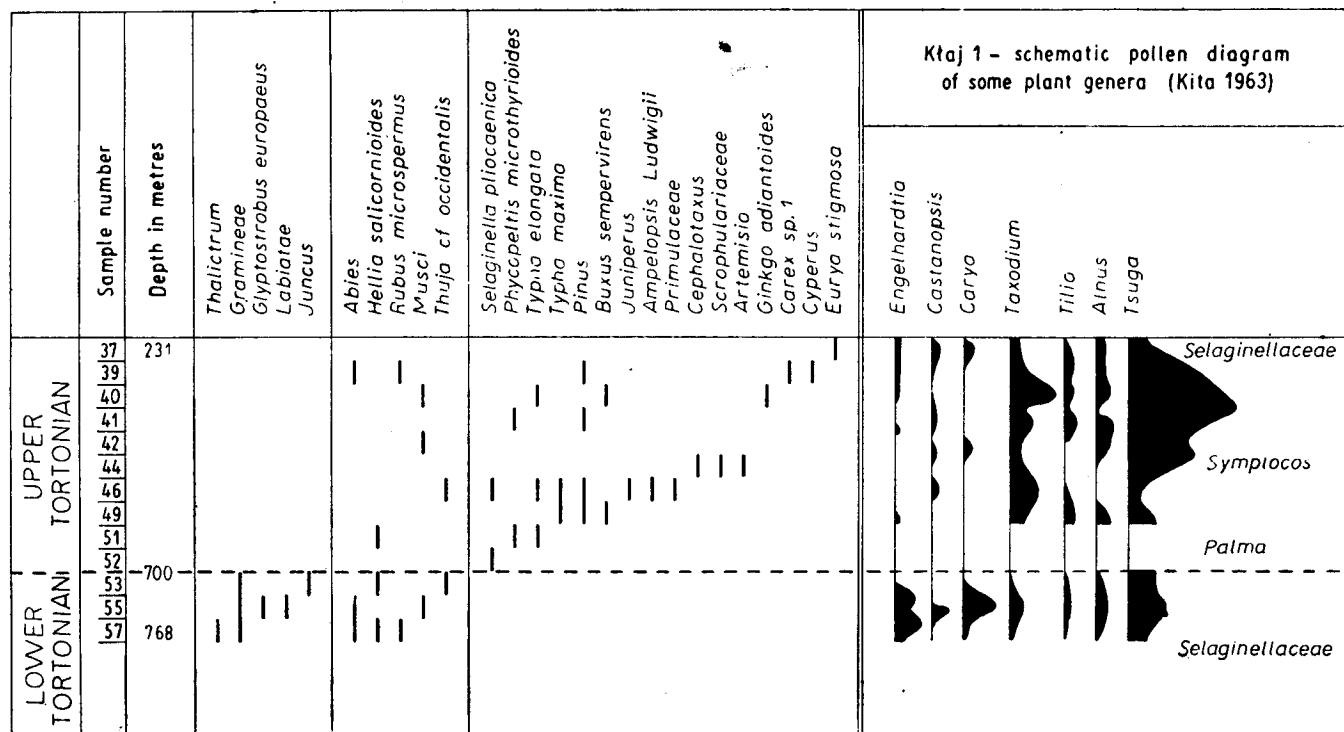 Kłaj 1 – schematic pollen diagram
of some plant genera (Kita 1963)
Sample number
Depth in metres
Thalictrum
Gramineae
Glyptostrobus europaeus
Labiatae
Juncus
Abies
Hellia salicornioides
Rubus microspermus
Musci
Thuja cf occidentalis
Selaginella pliocaenica
Phycopeltis microthyrioides
Typha elongata
Typha maxima
Pinus
Buxus sempervirens
Juniperus
Ampelopsis Ludwigii
Primulaceae
Cephalotaxus
Scrophulariaceae
Artemisia
Ginkgo adiantoides
Carex sp. 1
Cyperus
Eurya stigmosa
Engelhardtia
Castanopsis
Carya
Taxodium
Tilia
Alnus
Tsuga
UPPER
TORTONIAN
37 231 Selaginellaceae
39
40
41
42
44 Symplocos
46
49
51 Palma
52
700
LOWER
TORTONIAN
53
55
57 768 Selaginellaceae